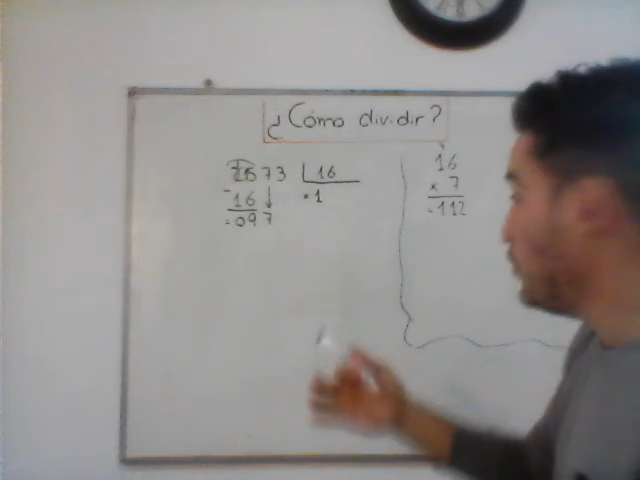 ¿Cómo dividir?
2573 16
- 16 1
= 097
16
x 7
= 112